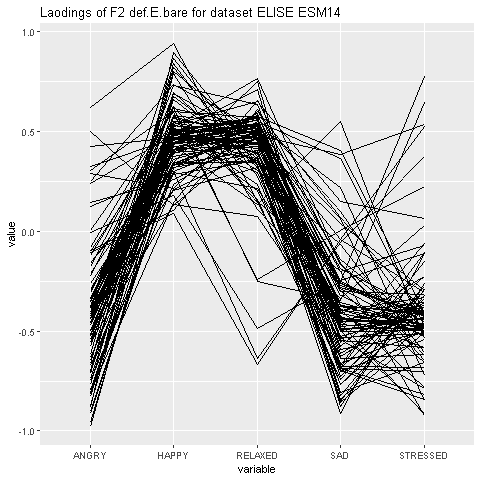 Laodings of F2 def.E.bare for dataset ELISE ESM14
1.0
0.5
0.0
-0.5
-1.0
value
ANGRY HAPPY RELAXED SAD STRESSED
variable